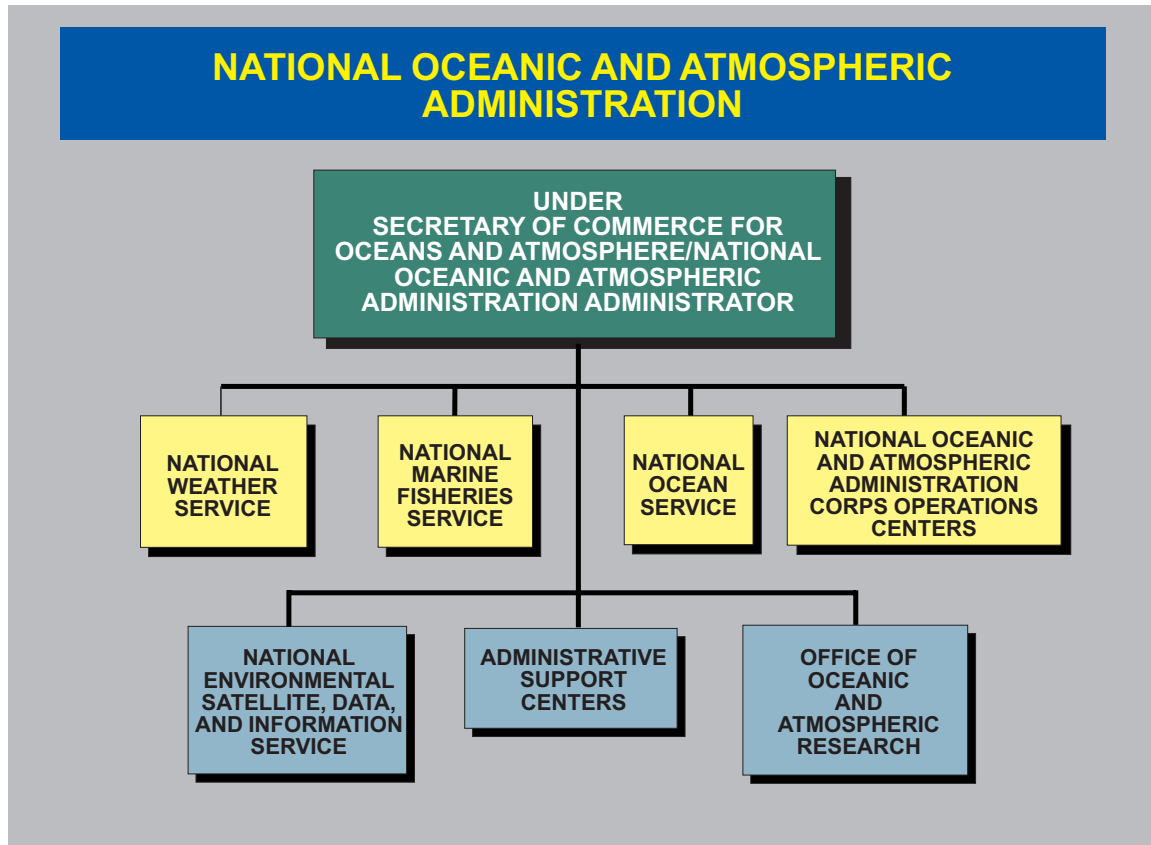 NATIONAL OCEANIC AND ATMOSPHERIC
ADMINISTRATION
UNDER
SECRETARY OF COMMERCE FOR
OCEANS AND ATMOSPHERE/NATIONAL
OCEANIC AND ATMOSPHERIC
ADMINISTRATION ADMINISTRATOR
NATIONAL
WEATHER
SERVICE
NATIONAL
MARINE
FISHERIES
SERVICE
NATIONAL
OCEAN
SERVICE
NATIONAL OCEANIC
AND ATMOSPHERIC
ADMINISTRATION
CORPS OPERATIONS
CENTERS
NATIONAL
ENVIRONMENTAL
SATELLITE, DATA,
AND INFORMATION
SERVICE
ADMINISTRATIVE
SUPPORT
CENTERS
OFFICE OF
OCEANIC
AND
ATMOSPHERIC
RESEARCH